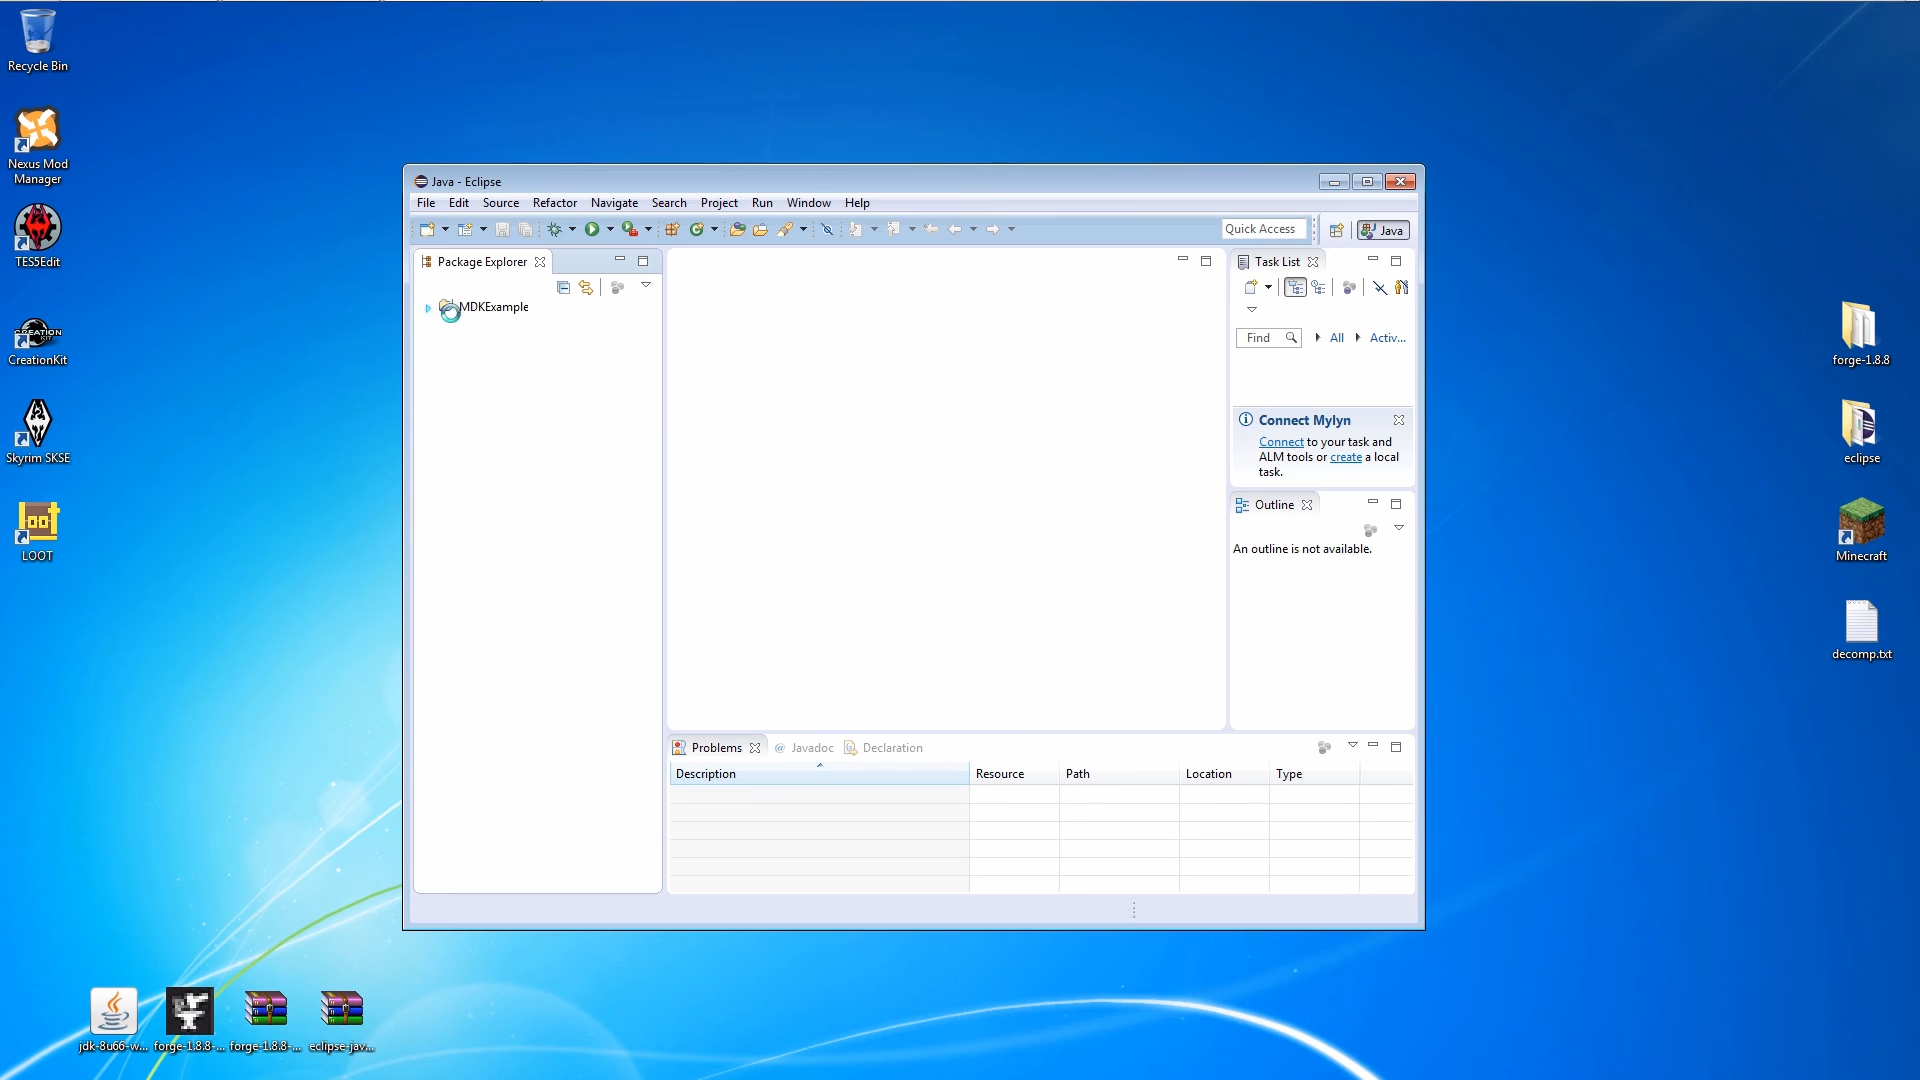 Recycle Bin
Nexus Mod
Manager
TES5Edit
CREATION
KIT
CreationKit
Skyrim SKSE
LOOT
LOOT
Java - Eclipse
File Edit Source Refactor Navigate Search Project Run Window Help
Quick Access
Java
Package Explorer
MDKExample
Task List
Find
All
Activ...
Connect Mylyn
Connect to your task and
ALM tools or create a local
task.
Outline
An outline is not available.
Problems @ Javadoc Declaration
Description Resource Path Location Type
forge-1.8.8
eclipse
Minecraft
decomp.txt
jdk-8u66-w...
forge-1.8.8-...
forge-1.8.8-...
eclipse-jav...